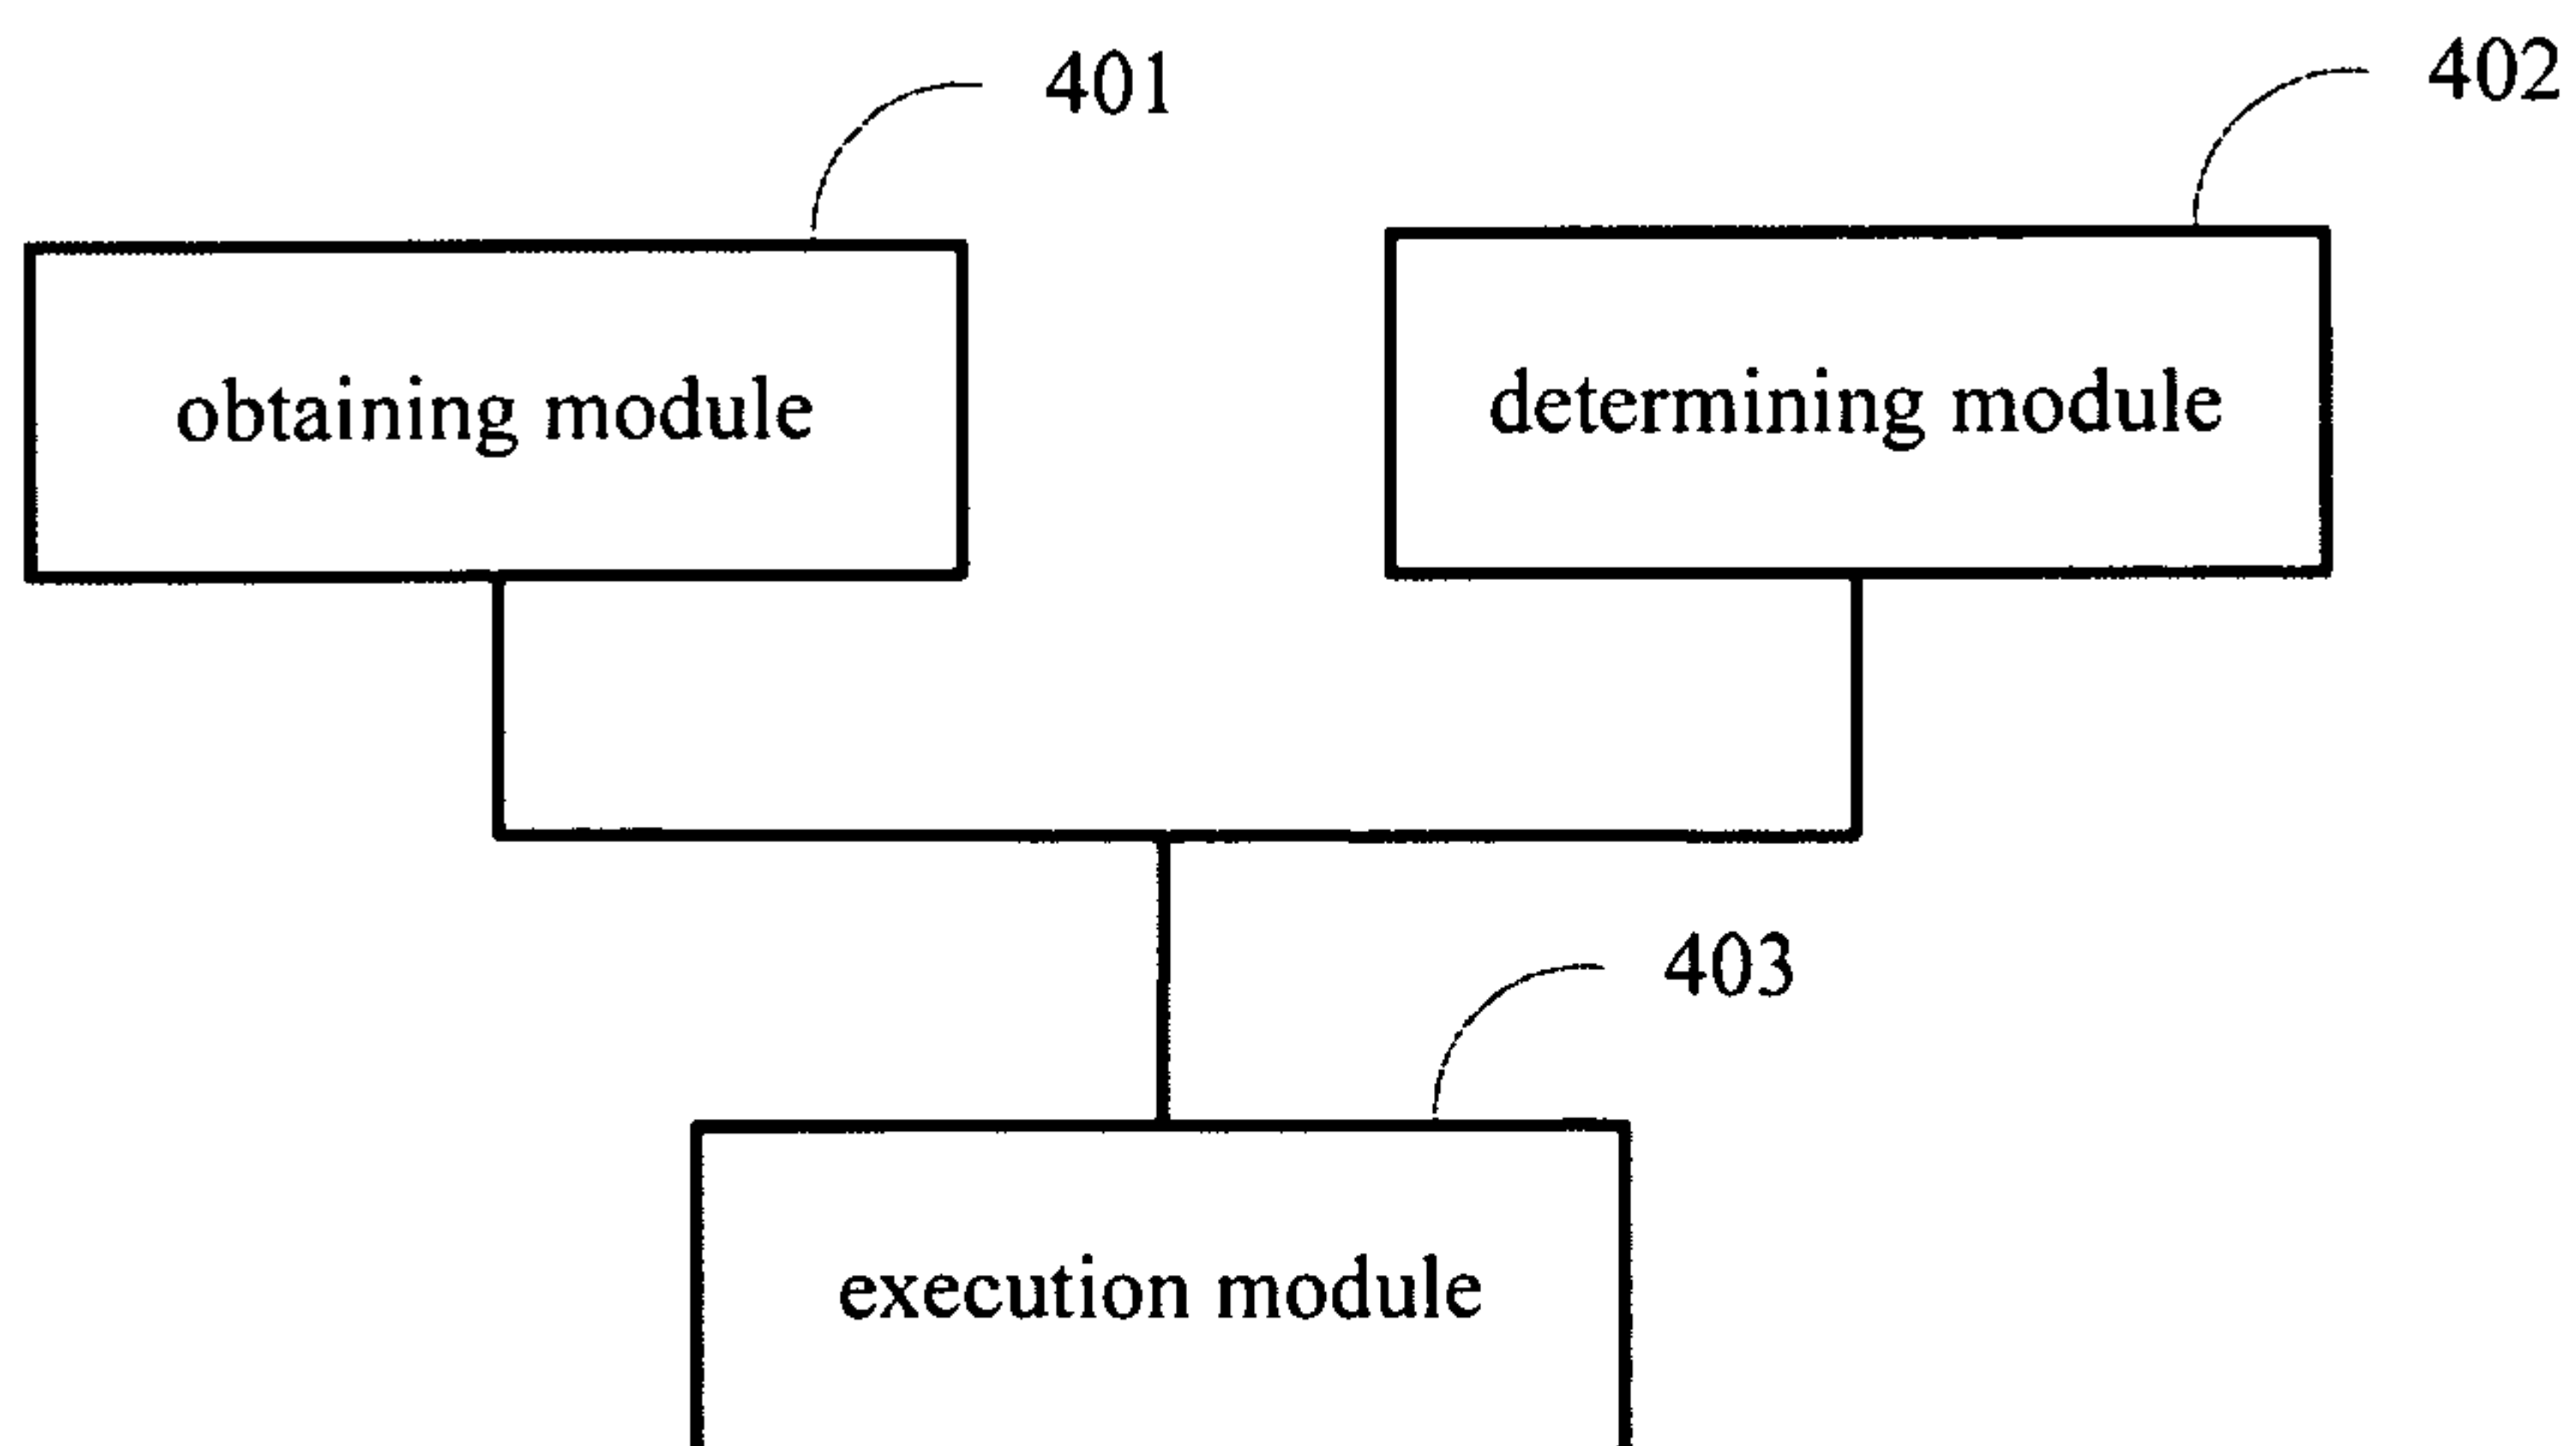 401
402
obtaining module
determining module
403
execution module